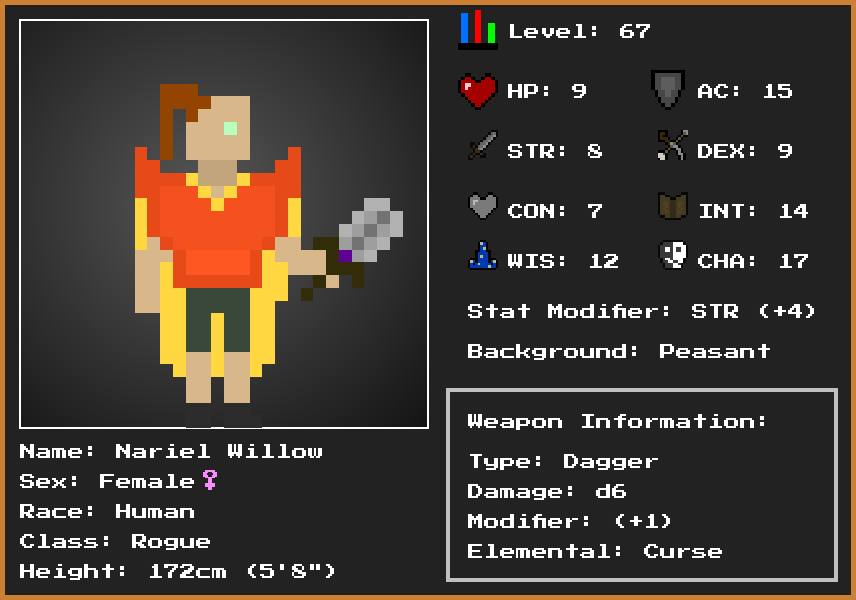 Level: 67
HP: 9 AC: 15
STR: 8 DEX: 9
CON: 7 INT: 14
WIS: 12 CHA: 17
Stat Modifier: STR (+4)
Background: Peasant
Name: Nariel Willow
Sex: Female♀
Race: Human
Class: Rogue
Height: 172cm (5'8")
Weapon Information:
Type: Dagger
Damage: d6
Modifier: (+1)
Elemental: Curse